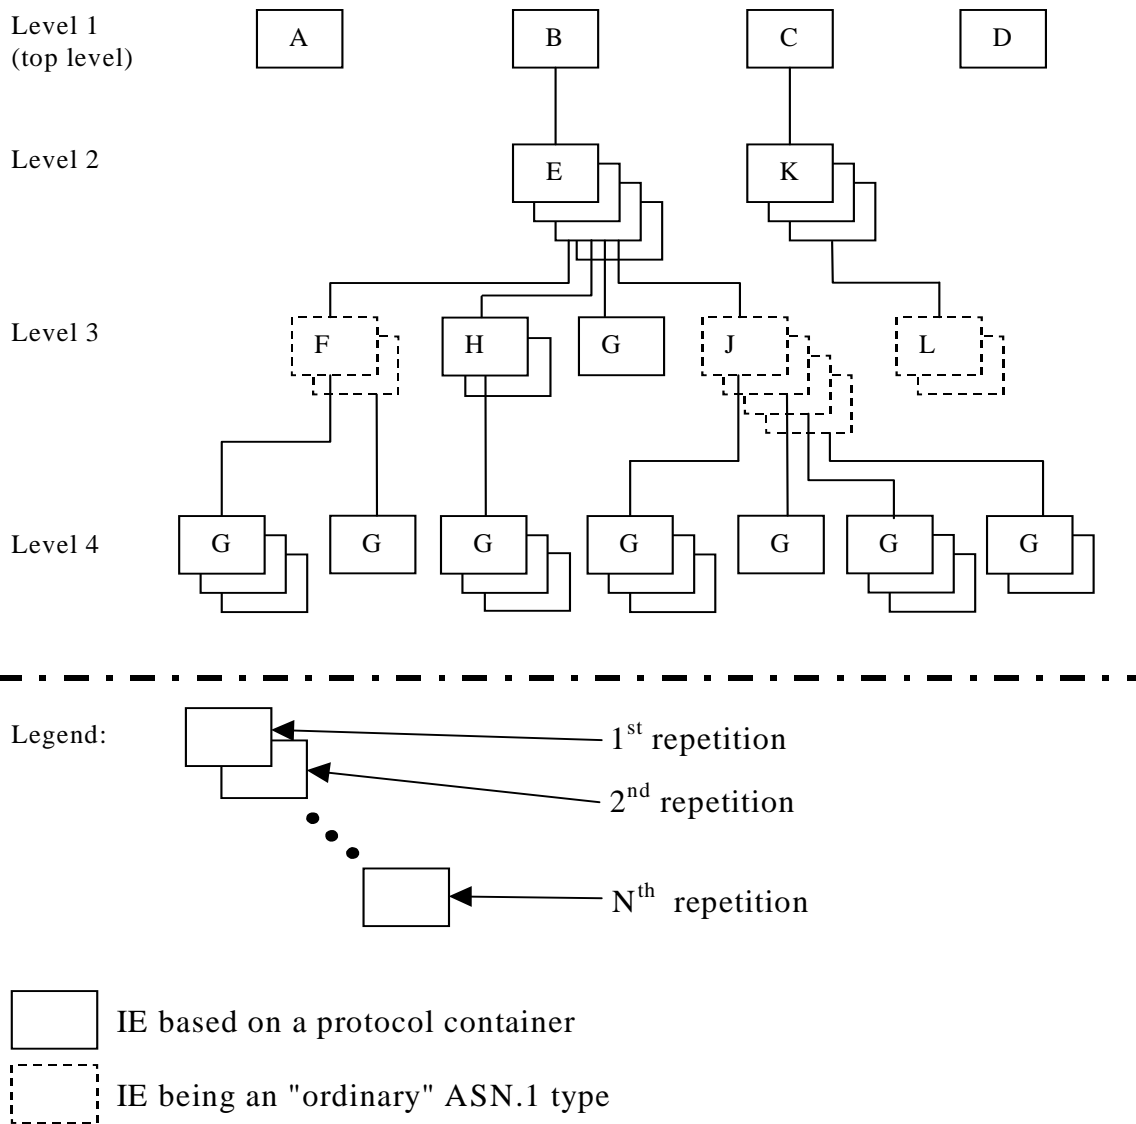 Level 1
(top level)
A
B
C
D
Level 2
E
K
Level 3
F
H
G
J
L
Level 4
G
G
G
G
G
G
G
Legend:
1st repetition
2nd repetition
Nth repetition
IE based on a protocol container
IE being an "ordinary" ASN.1 type